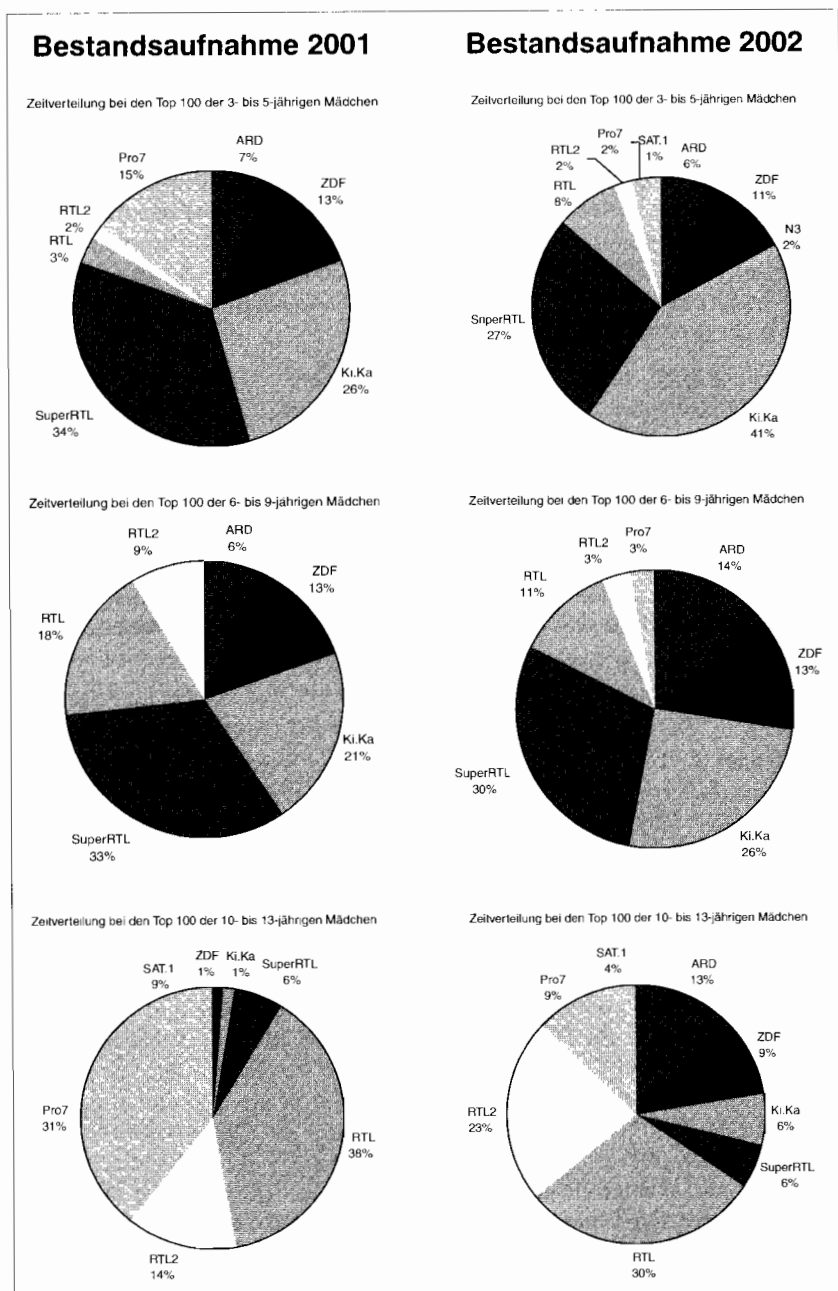 Bestandsaufnahme 2001
Zeitverteilung bei den Top 100 der 3- bis 5-jährigen Mädchen
ARD
7%
ZDF
13%
Ki.Ka
26%
SuperRTL
34%
RTL
3%
RTL2
2%
Pro7
15%
Zeitverteilung bei den Top 100 der 6- bis 9-jährigen Mädchen
ARD
6%
ZDF
13%
Ki.Ka
21%
SuperRTL
33%
RTL
18%
RTL2
9%
Zeitverteilung bei den Top 100 der 10- bis 13-jährigen Mädchen
ZDF
1%
Ki.Ka
1%
SuperRTL
6%
RTL
38%
RTL2
14%
Pro7
31%
SAT.1
9%
Bestandsaufnahme 2002
Zeitverteilung bei den Top 100 der 3- bis 5-jährigen Mädchen
ARD
6%
ZDF
11%
N3
2%
Ki.Ka
41%
SnperRTL
27%
RTL
8%
RTL2
2%
Pro7
2%
SAT.1
1%
Zeitverteilung bei den Top 100 der 6- bis 9-jährigen Mädchen
ARD
14%
ZDF
13%
Ki.Ka
26%
SuperRTL
30%
RTL
11%
RTL2
3%
Pro7
3%
Zeitverteilung bei den Top 100 der 10- bis 13-jährigen Mädchen
ARD
13%
ZDF
9%
Ki.Ka
6%
SuperRTL
6%
RTL
30%
RTL2
23%
Pro7
9%
SAT.1
4%